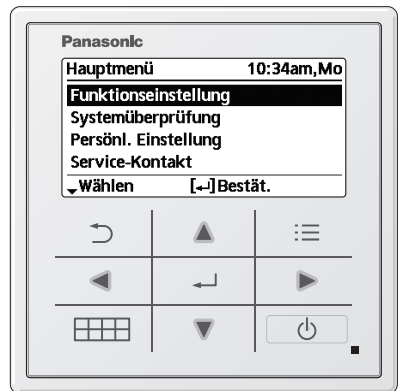 Panasonic
Hauptmenü 10:34am,Mo
Funktionseinstellung
Systemüberprüfung
Persönl. Einstellung
Service-Kontakt
Wählen [↵]Bestät.